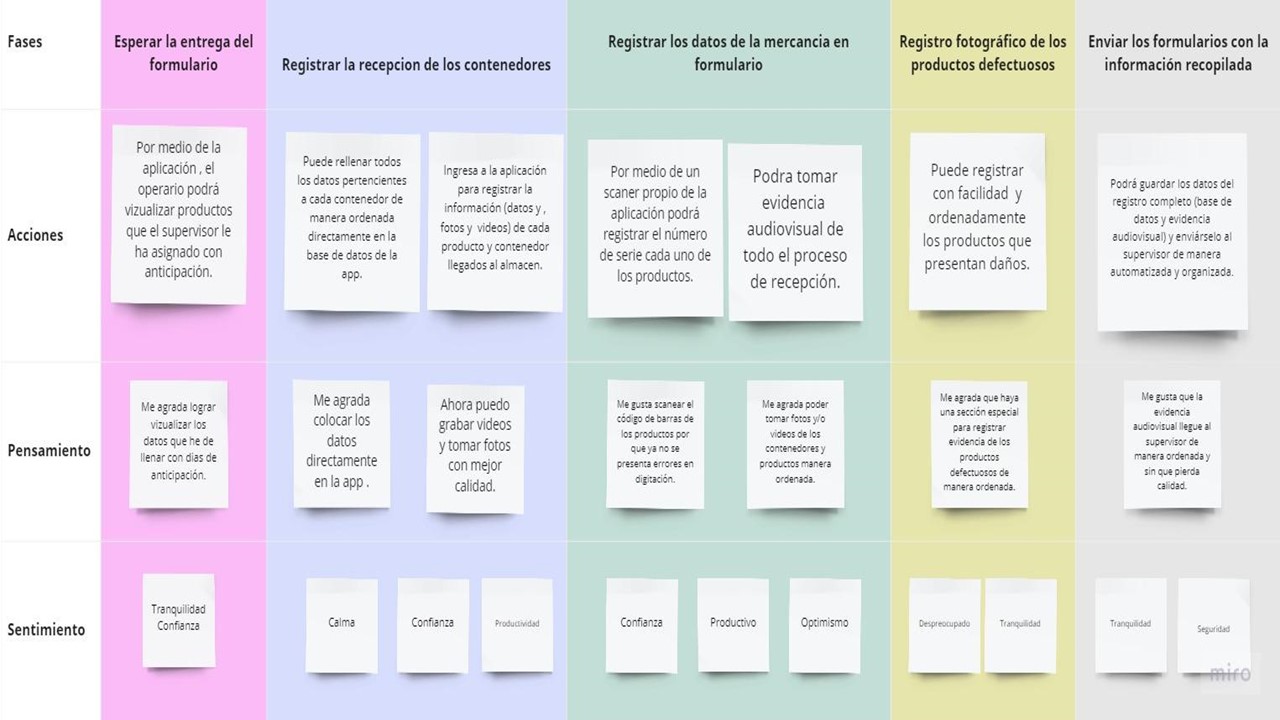 Fases
Esperar la entrega del
formulario
Registrar la recepcion de los contenedores
Registrar los datos de la mercancia en
formulario
Registro fotográfico de los
productos defectuosos
Enviar los formularios con la
información recopilada
Acciones
Por medio de la
aplicación , el
operario podrá
vizualizar productos
que el supervisor le
ha asignado con
anticipación.
Puede rellenar todos
los datos pertencientes
a cada contenedor de
manera ordenada
directamente en la
base de datos de la
app.
Ingresa a la aplicación
para registrar la
información (datos y ,
fotos y videos) de cada
producto y contenedor
llegados al almacen.
Por medio de un
scaner propio de la
aplicación podrá
registrar el número
de serie cada uno de
los productos.
Podra tomar
evidencia
audiovisual de
todo el proceso
de recepción.
Puede registrar
con facilidad y
ordenadamente
los productos que
presentan daños.
Podrá guardar los datos del
registro completo (base de
datos y evidencia
audiovisual) y enviárselo al
supervisor de manera
automatizada y organizada.
Pensamiento
Me agrada lograr
vizualizar los
datos que he de
llenar con dias de
anticipación.
Me agrada
colocar los
datos
directamente
en la app .
Ahora puedo
grabar videos
y tomar fotos
con mejor
calidad.
Me gusta scanear el
código de barras de
los productos por
que ya no se
presenta errores en
digitación.
Me agrada poder
tomar fotos y/o
videos de los
contenedores y
productos manera
ordenada.
Me agrada que haya
una sección especial
para registrar
evidencia de los
productos
defectuosos de
manera ordenada.
Me gusta que la
evidencia
audiovisual llegue al
supervisor de
manera ordenada y
sin que pierda
calidad.
Sentimiento
Tranquilidad
Confianza
Calma
Confianza
Productividad
Confianza
Productivo
Optimismo
Despreocupado
Tranquilidad
Tranquilidad
Seguridad
miro